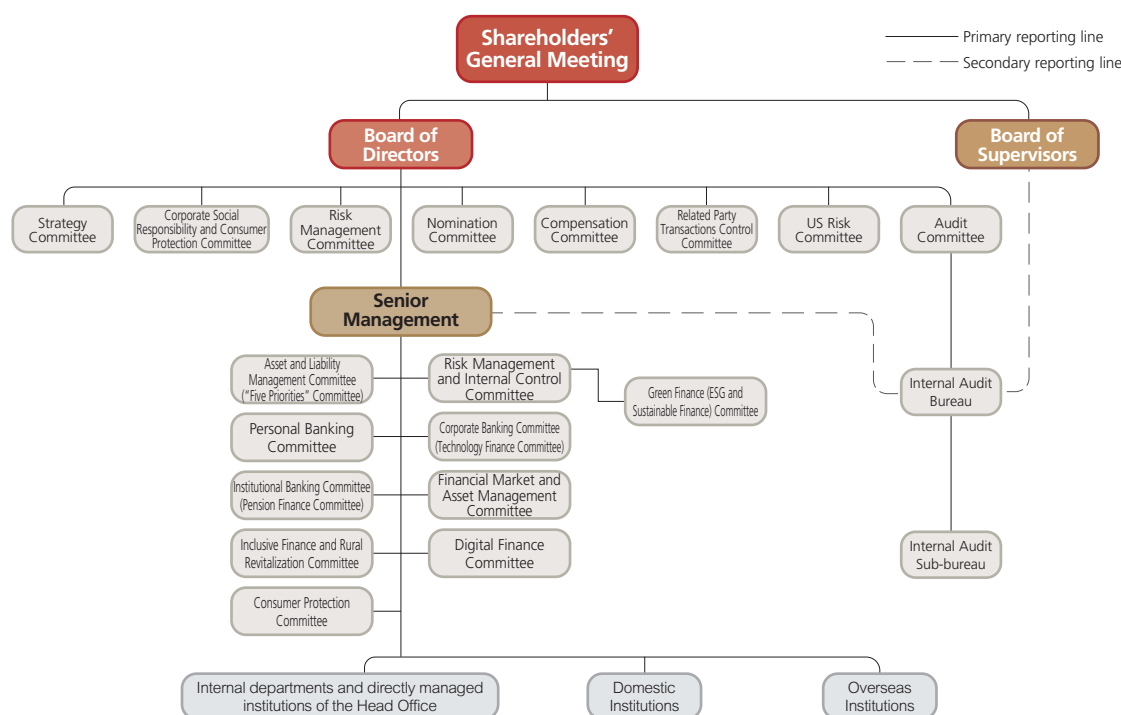 Shareholders’
General Meeting
Primary reporting line
Secondary reporting line
Board of
Directors
Board of
Supervisors
Strategy
Committee
Corporate Social
Responsibility and Consumer
Protection Committee
Risk
Management
Committee
Nomination
Committee
Compensation
Committee
Related Party
Transactions Control
Committee
US Risk
Committee
Audit
Committee
Senior
Management
Asset and Liability
Management Committee
("Five Priorities" Committee)
Risk Management
and Internal Control
Committee
Green Finance (ESG and
Sustainable Finance) Committee
Internal Audit
Bureau
Personal Banking
Committee
Corporate Banking Committee
(Technology Finance Committee)
Institutional Banking Committee
(Pension Finance Committee)
Financial Market and
Asset Management
Committee
Inclusive Finance and Rural
Revitalization Committee
Digital Finance
Committee
Internal Audit
Sub-bureau
Consumer Protection
Committee
Internal departments and directly managed
institutions of the Head Office
Domestic
Institutions
Overseas
Institutions